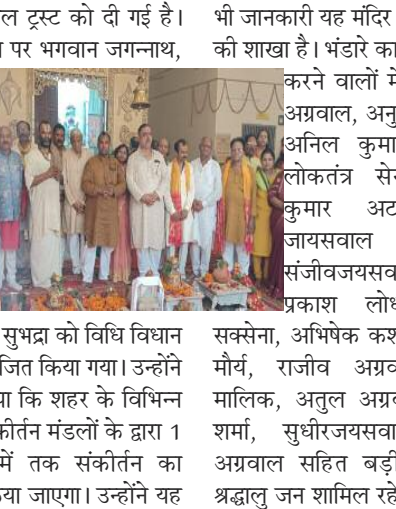 ल ट्रस्ट को दी गई है।
पर भगवान जगन्नाथ,
सुभद्रा को विधि विधान
जित किया गया। उन्होंने
कि शहर के विभिन्न
कीर्तन मंडलों के द्वारा 1
में तक संकीर्तन का
या जाएगा। उन्होंने यह
भी जानकारी यह मंदिर
की शाखा है। भंडारे का
करने वालों में
अग्रवाल, अनु
अनिल कुमा
लोकतंत्र से
कुमार अट
जायसवाल
संजीवजयसव
प्रकाश लोध
सक्सेना, अभिषेक कश
मौर्य, राजीव अग्रव
मालिक, अतुल अग्रव
शर्मा, सुधीरजयसवा
अग्रवाल सहित बड़ी
श्रद्धालु जन शामिल रहे